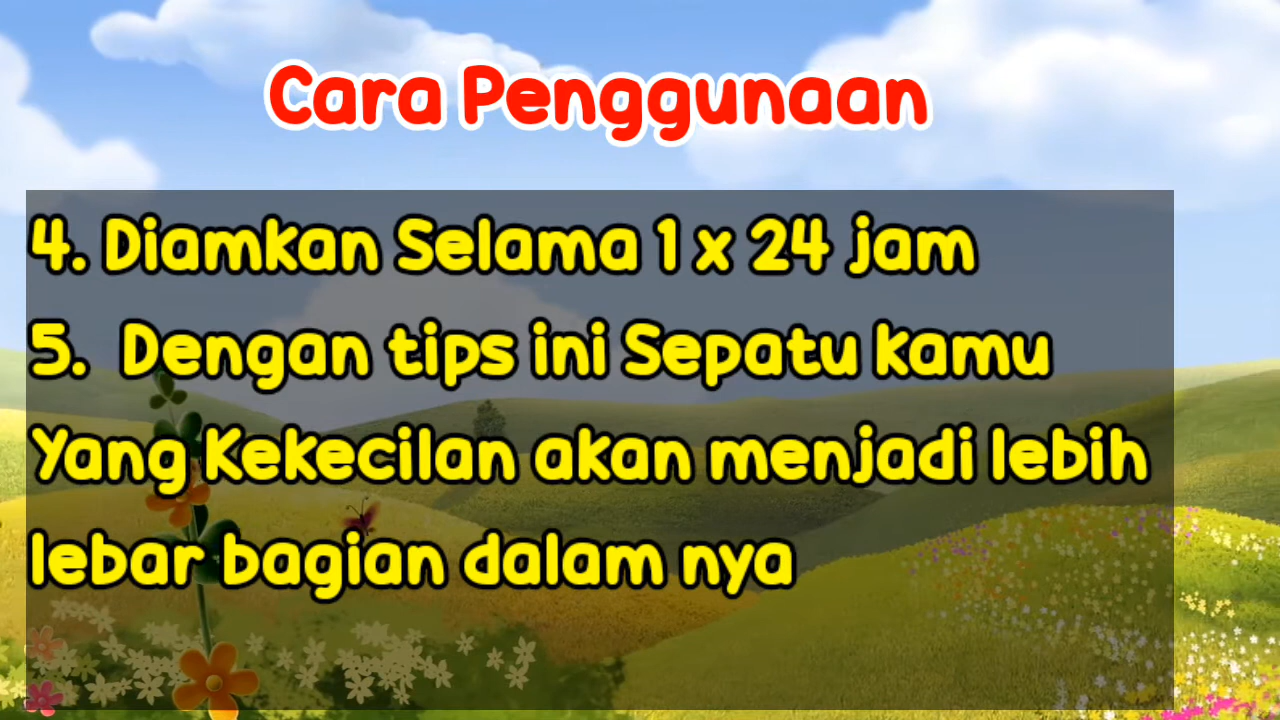 Cara Penggunaan
4. Diamkan Selama 1 x 24 jam
5. Dengan tips ini Sepatu kamu
Yang Kekecilan akan menjadi lebih
lebar bagian dalam nya